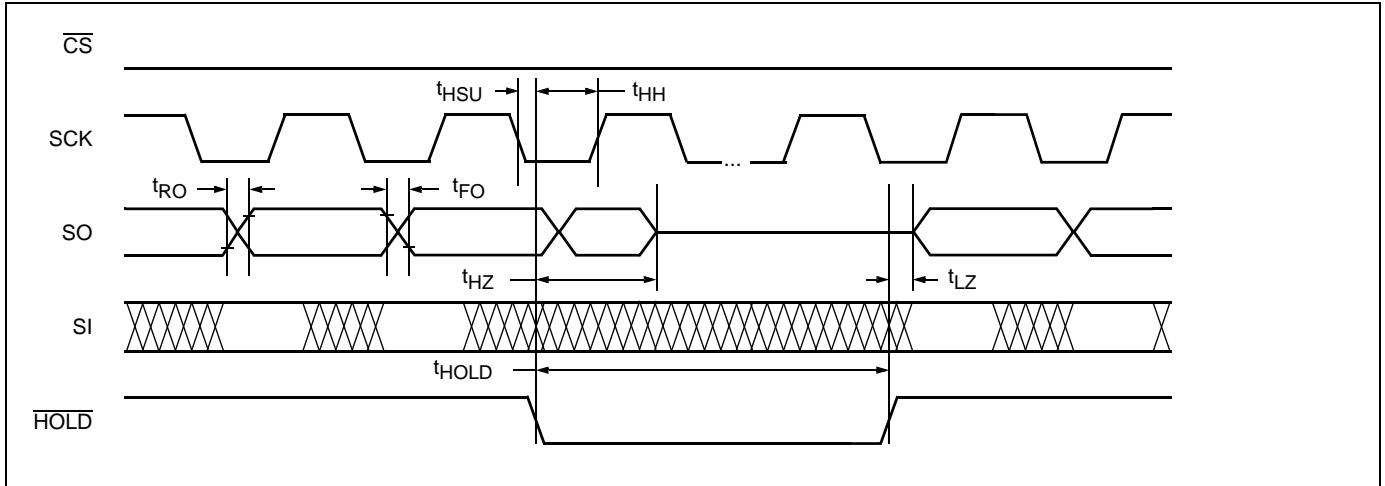 CS
tHSU
tHH
SCK
...
tRO
tFO
SO
tHZ
tLZ
SI
tHOLD
HOLD